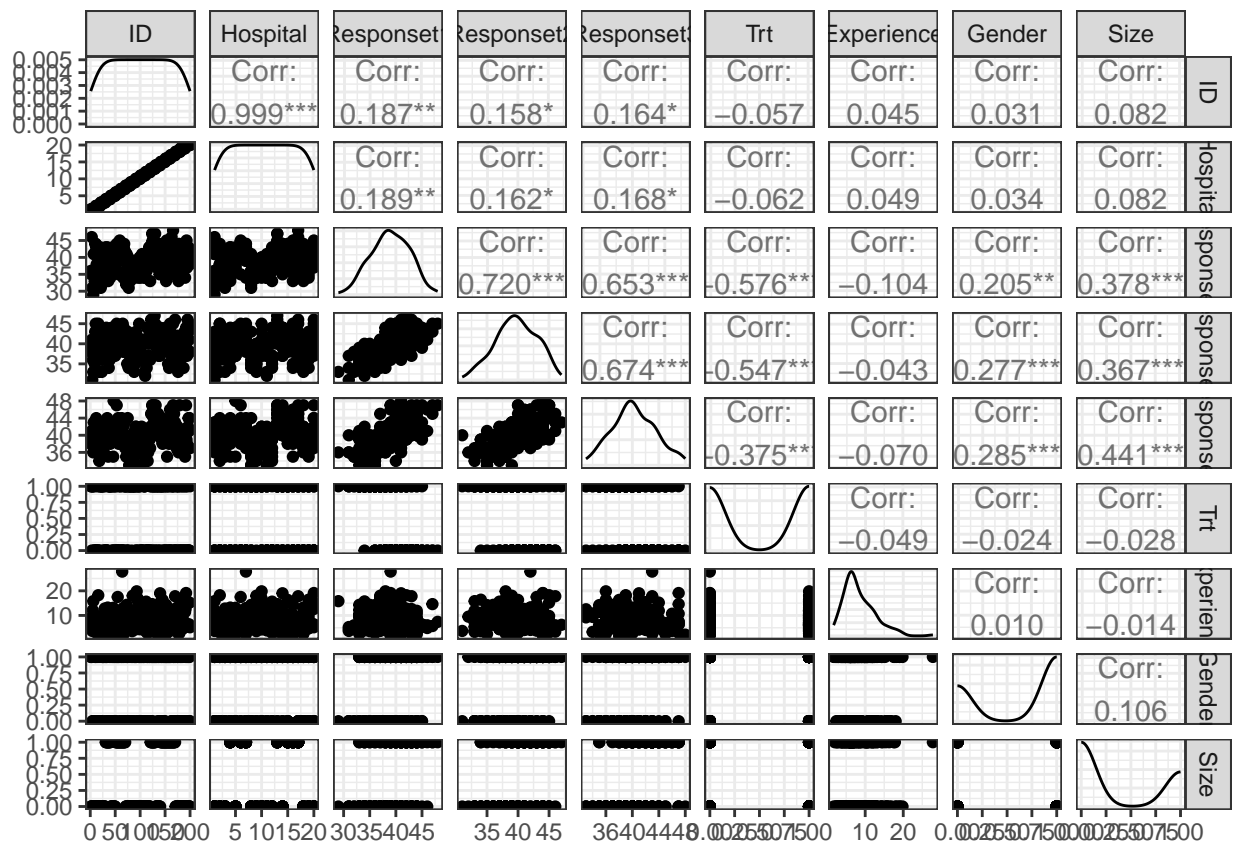 ID Hospital Response1 Response2 Response3 Trt Experience Gender Size
0.005 Corr: Corr: Corr: Corr: Corr: Corr: Corr: Corr:
0.004
0.003
0.002
0.001 0.999*** 0.187** 0.158* 0.164* −0.057 0.045 0.031 0.082
0.000
ID
20 Corr: Corr: Corr: Corr: Corr: Corr: Corr:
15
10
5 0.189** 0.162* 0.168* −0.062 0.049 0.034 0.082
Hospita
45 Corr: Corr: Corr: Corr: Corr: Corr:
40
35
30 0.720*** 0.653*** -0.576** −0.104 0.205** 0.378***
sponse
45 Corr: Corr: Corr: Corr: Corr:
40
35 0.674*** -0.547** −0.043 0.277*** 0.367***
sponse
48 Corr: Corr: Corr: Corr:
44
40
36 -0.375** −0.070 0.285*** 0.441***
sponse
1.00 Corr: Corr: Corr:
0.75
0.50
0.25 −0.049 −0.024 −0.028
0.00
Trt
20 Corr: Corr:
10 0.010 −0.014
perien
1.00 Corr:
0.75
0.50
0.25 0.106
0.00
Gender
1.00
0.75
0.50
0.25
0.00
Size
0 50 100 150 200 5 10 15 20 30 35 40 45 35 40 45 36 40 44 48 0.00 0.25 0.50 0.75 1.00 0 10 20 0.00 0.25 0.50 0.75 1.00 0.00 0.25 0.50 0.75 1.00